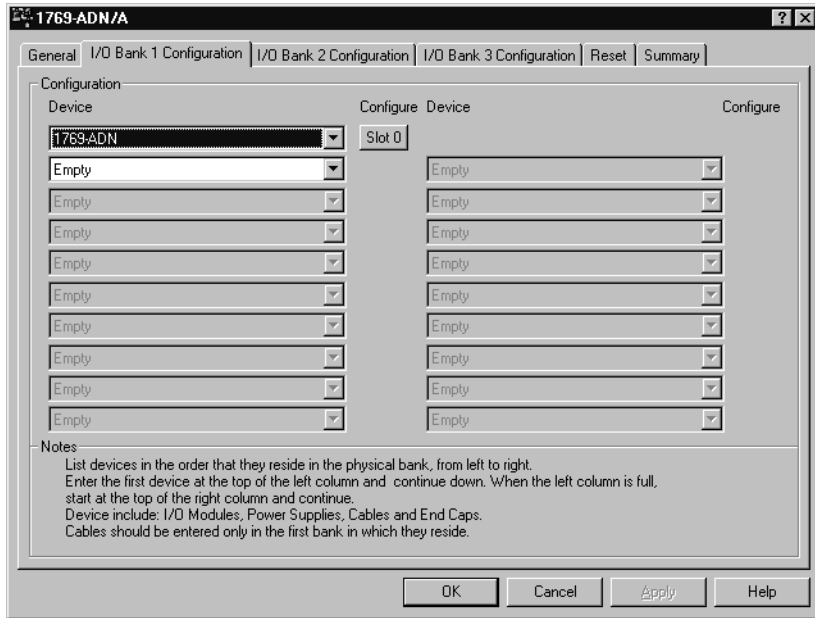 1769-ADN/A
General I/O Bank 1 Configuration I/O Bank 2 Configuration I/O Bank 3 Configuration Reset Summary
Configuration
Device Configure Device Configure
1769-ADN Slot 0
Empty Empty
Empty Empty
Empty Empty
Empty Empty
Empty Empty
Empty Empty
Empty Empty
Empty Empty
Empty Empty
Notes
List devices in the order that they reside in the physical bank, from left to right.
Enter the first device at the top of the left column and continue down. When the left column is full,
start at the top of the right column and continue.
Device include: I/O Modules, Power Supplies, Cables and End Caps.
Cables should be entered only in the first bank in which they reside.
OK Cancel Apply Help